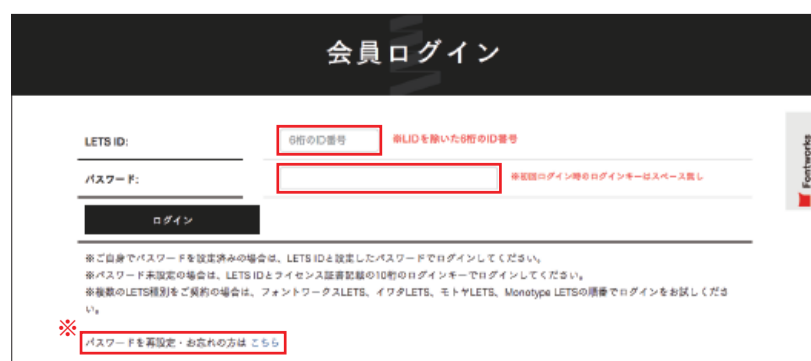 会員ログイン
LETS ID:
6桁のID番号
※LIDを除いた6桁のID番号
パスワード:
※初回ログイン時のログインキーはスペース無し
ログイン
※ご自身でパスワードを設定済みの場合は、LETS IDと設定したパスワードでログインしてください。
※パスワード未設定の場合は、LETS IDとライセンス証書記載の10桁のログインキーでログインしてください。
※複数のLETS種別をご契約の場合は、フォントワークスLETS、イワタLETS、モトヤLETS、Monotype LETSの順番でログインをお試しくださ
い。
※
パスワードを再設定・お忘れの方は こちら
Fontworks